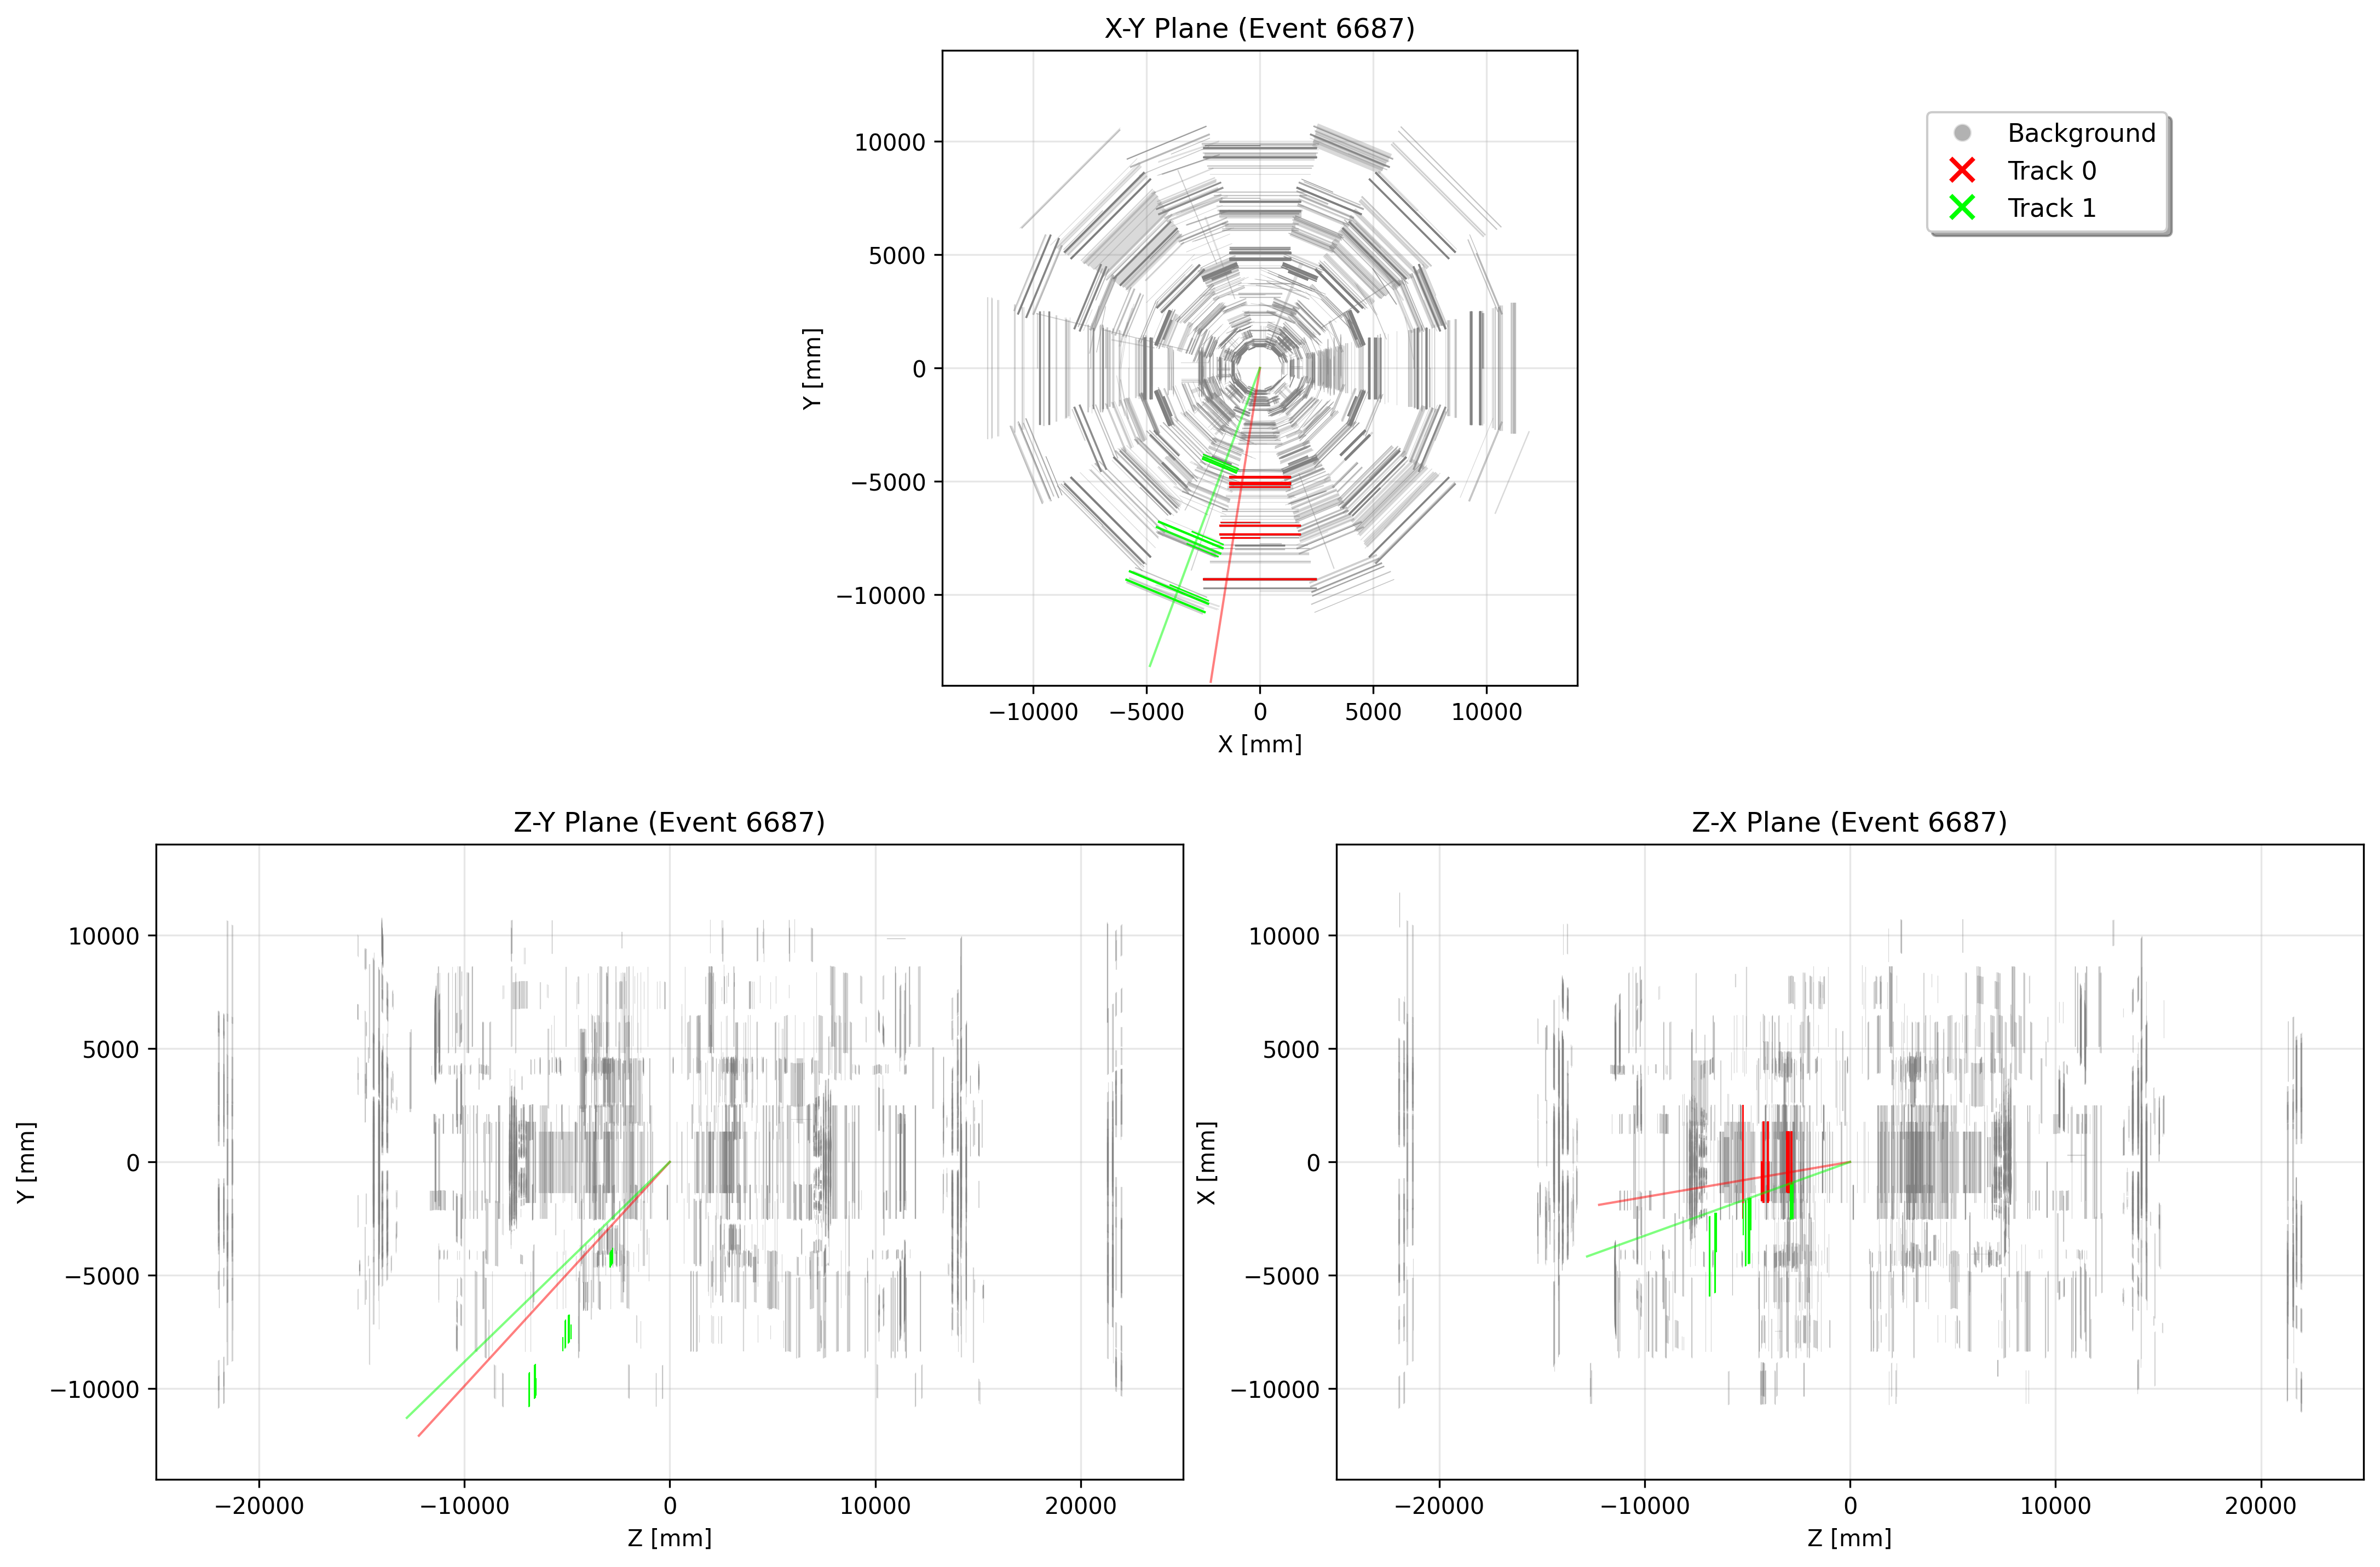 X-Y Plane (Event 6687)
10000
5000
0
−5000
−10000
Y [mm]
−10000 −5000 0 5000 10000
X [mm]
Background
Track 0
Track 1
Z-Y Plane (Event 6687)
10000
5000
0
−5000
−10000
Y [mm]
−20000 −10000 0 10000 20000
Z [mm]
Z-X Plane (Event 6687)
10000
5000
0
−5000
−10000
X [mm]
−20000 −10000 0 10000 20000
Z [mm]